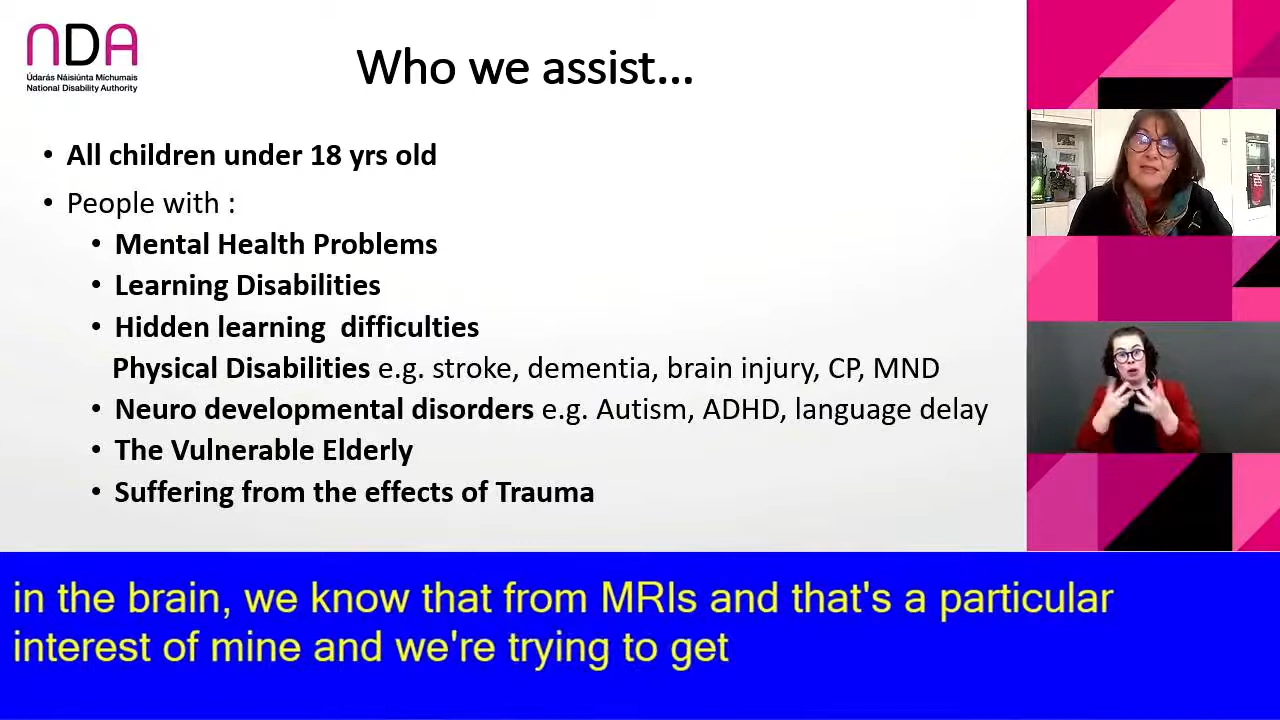 NDA
Údarás Náisiúnta Míchumais
National Disability Authority
Who we assist...
• All children under 18 yrs old
• People with :
• Mental Health Problems
• Learning Disabilities
• Hidden learning  difficulties
Physical Disabilities e.g. stroke, dementia, brain injury, CP, MND
• Neuro developmental disorders e.g. Autism, ADHD, language delay
• The Vulnerable Elderly
• Suffering from the effects of Trauma
in the brain, we know that from MRIs and that's a particular
interest of mine and we're trying to get